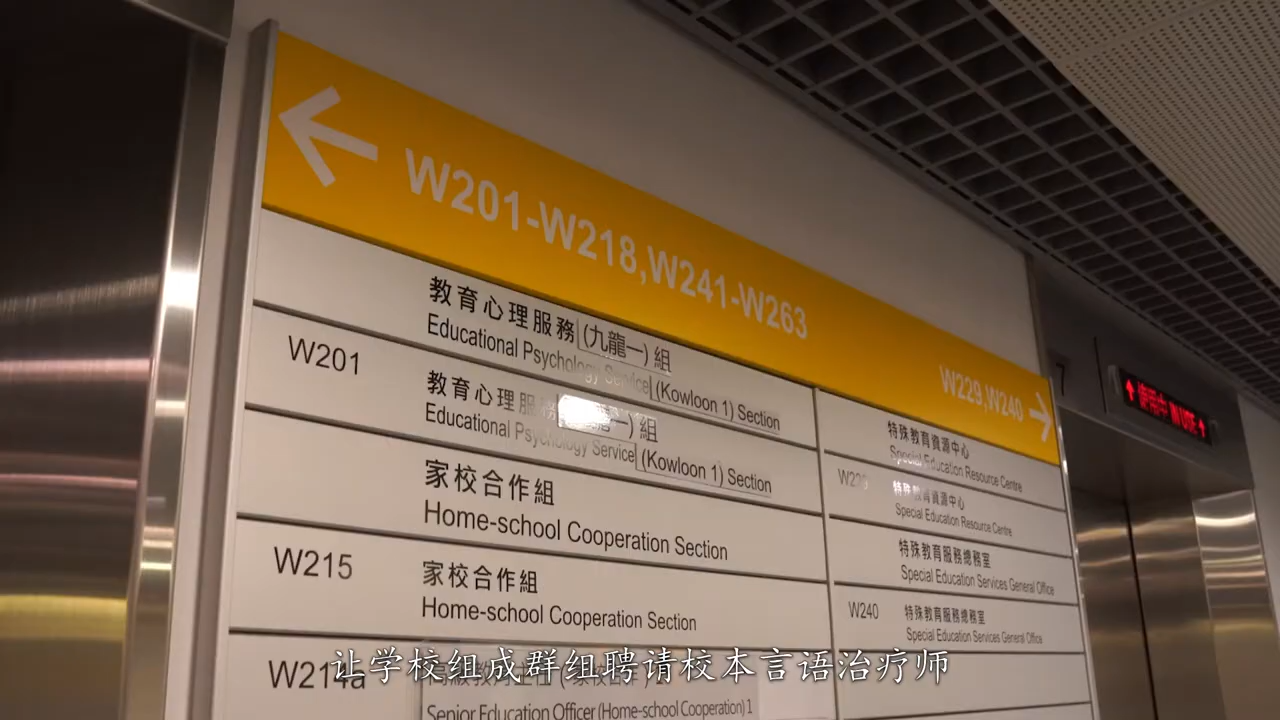 W201-W218,W241-W263
教育心理服務(九龍一)組
Educational Psychology Service (Kowloon 1) Section
W201
教育心理服務(九龍一)組
Educational Psychology Service (Kowloon 1) Section
家校合作組
Home-school Cooperation Section
W215
家校合作組
Home-school Cooperation Section
W214a
Senior Education Officer (Home-school Cooperation) 1
W229,W240
特殊教育資源中心
Special Education Resource Centre
W229
特殊教育資源中心
Special Education Resource Centre
特殊教育服務總務室
Special Education Services General Office
W240
特殊教育服務總務室
Special Education Services General Office
让学校组成群组聘请校本言语治疗师